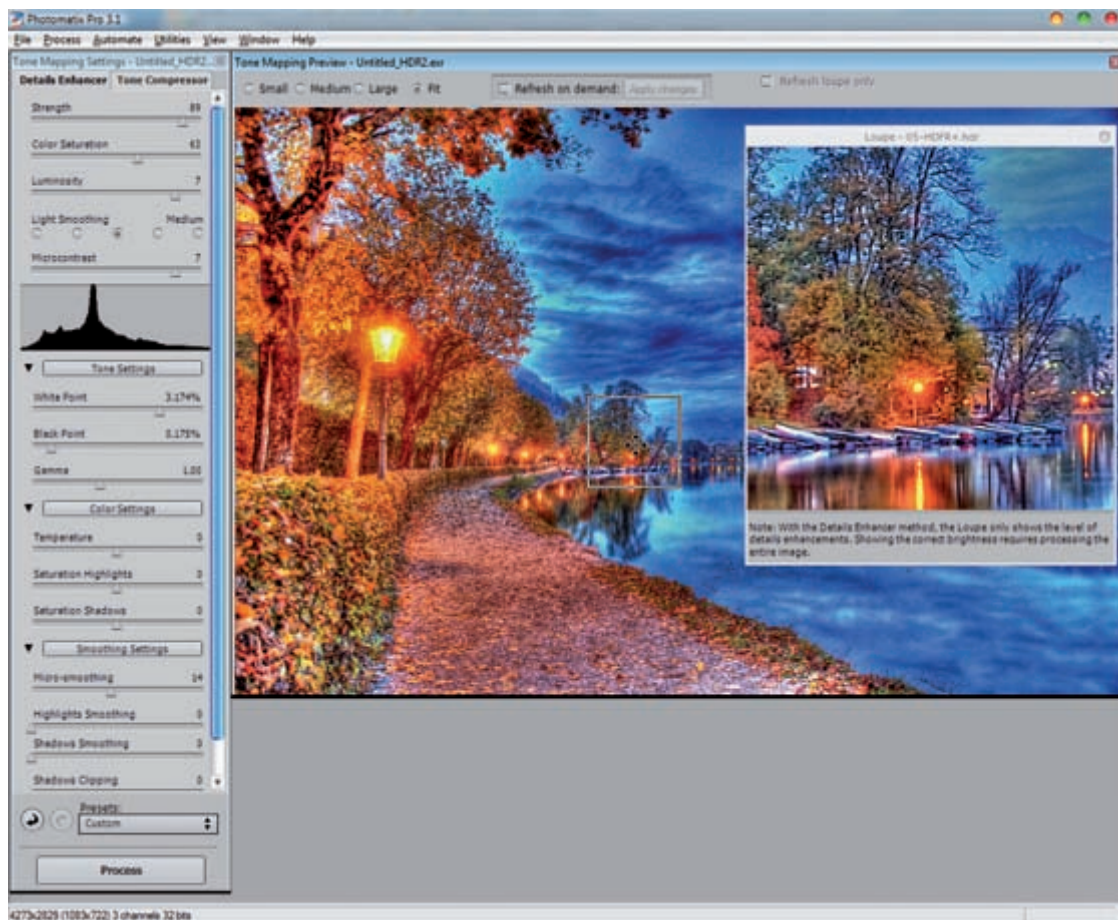 Photomatix Pro 3.1
File Process Automate Utilities View Window Help
Tone Mapping Settings - Untitled_HDR2...
Details Enhancer Tone Compressor
Strength 89
Color Saturation 63
Luminosity 7
Light Smoothing Medium
Microcontrast 7
Tone Settings
White Point 3.174%
Black Point 0.175%
Gamma 1.00
Color Settings
Temperature 0
Saturation Highlights 0
Saturation Shadows 0
Smoothing Settings
Micro-smoothing 14
Highlights Smoothing 0
Shadows Smoothing 0
Shadows Clipping 0
Presets:
Custom
Process
Tone Mapping Preview - Untitled_HDR2.exr
Small Medium Large Fit Refresh on demand: Apply changes Refresh loupe only
Loupe - 05-HDFR4.hdr
Note: With the Details Enhancer method, the Loupe only shows the level of
details enhancements. Showing the correct brightness requires processing the
entire image.
4273x2829 (1083x722) 3 channels 32 bits